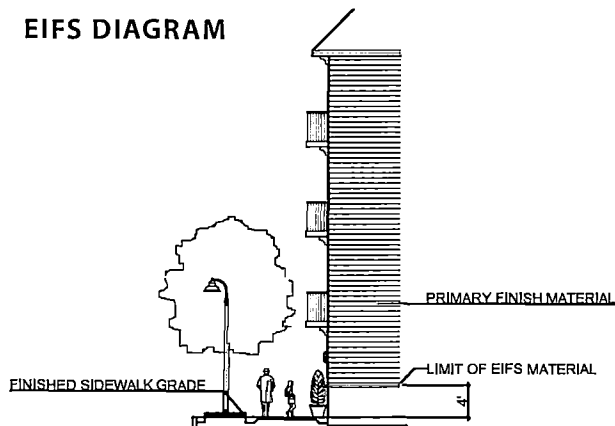 EIFS DIAGRAM
PRIMARY FINISH MATERIAL
LIMIT OF EIFS MATERIAL
FINISHED SIDEWALK GRADE
4'